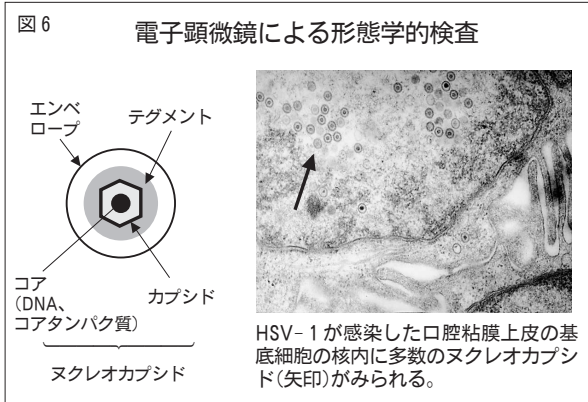 図6
電子顕微鏡による形態学的検査
エンベ
ロープ
テグメント
コア
(DNA、
コアタンパク質)
カプシド
ヌクレオカプシド
HSV-1が感染した口腔粘膜上皮の基
底細胞の核内に多数のヌクレオカプシ
ド(矢印)がみられる。